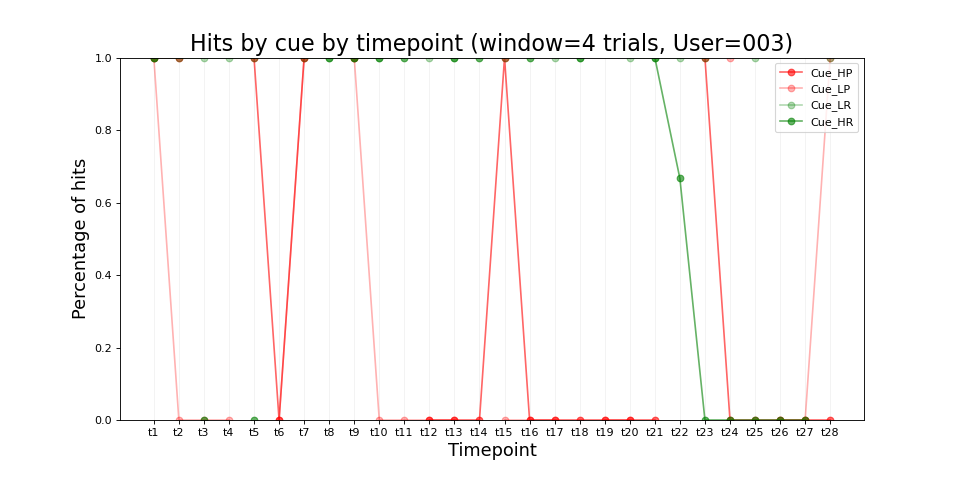 Hits by cue by timepoint (window=4 trials, User=003)
Percentage of hits
1.0
0.8
0.6
0.4
0.2
0.0
Cue_HP
Cue_LP
Cue_LR
Cue_HR
t1 t2 t3 t4 t5 t6 t7 t8 t9 t10 t11 t12 t13 t14 t15 t16 t17 t18 t19 t20 t21 t22 t23 t24 t25 t26 t27 t28
Timepoint